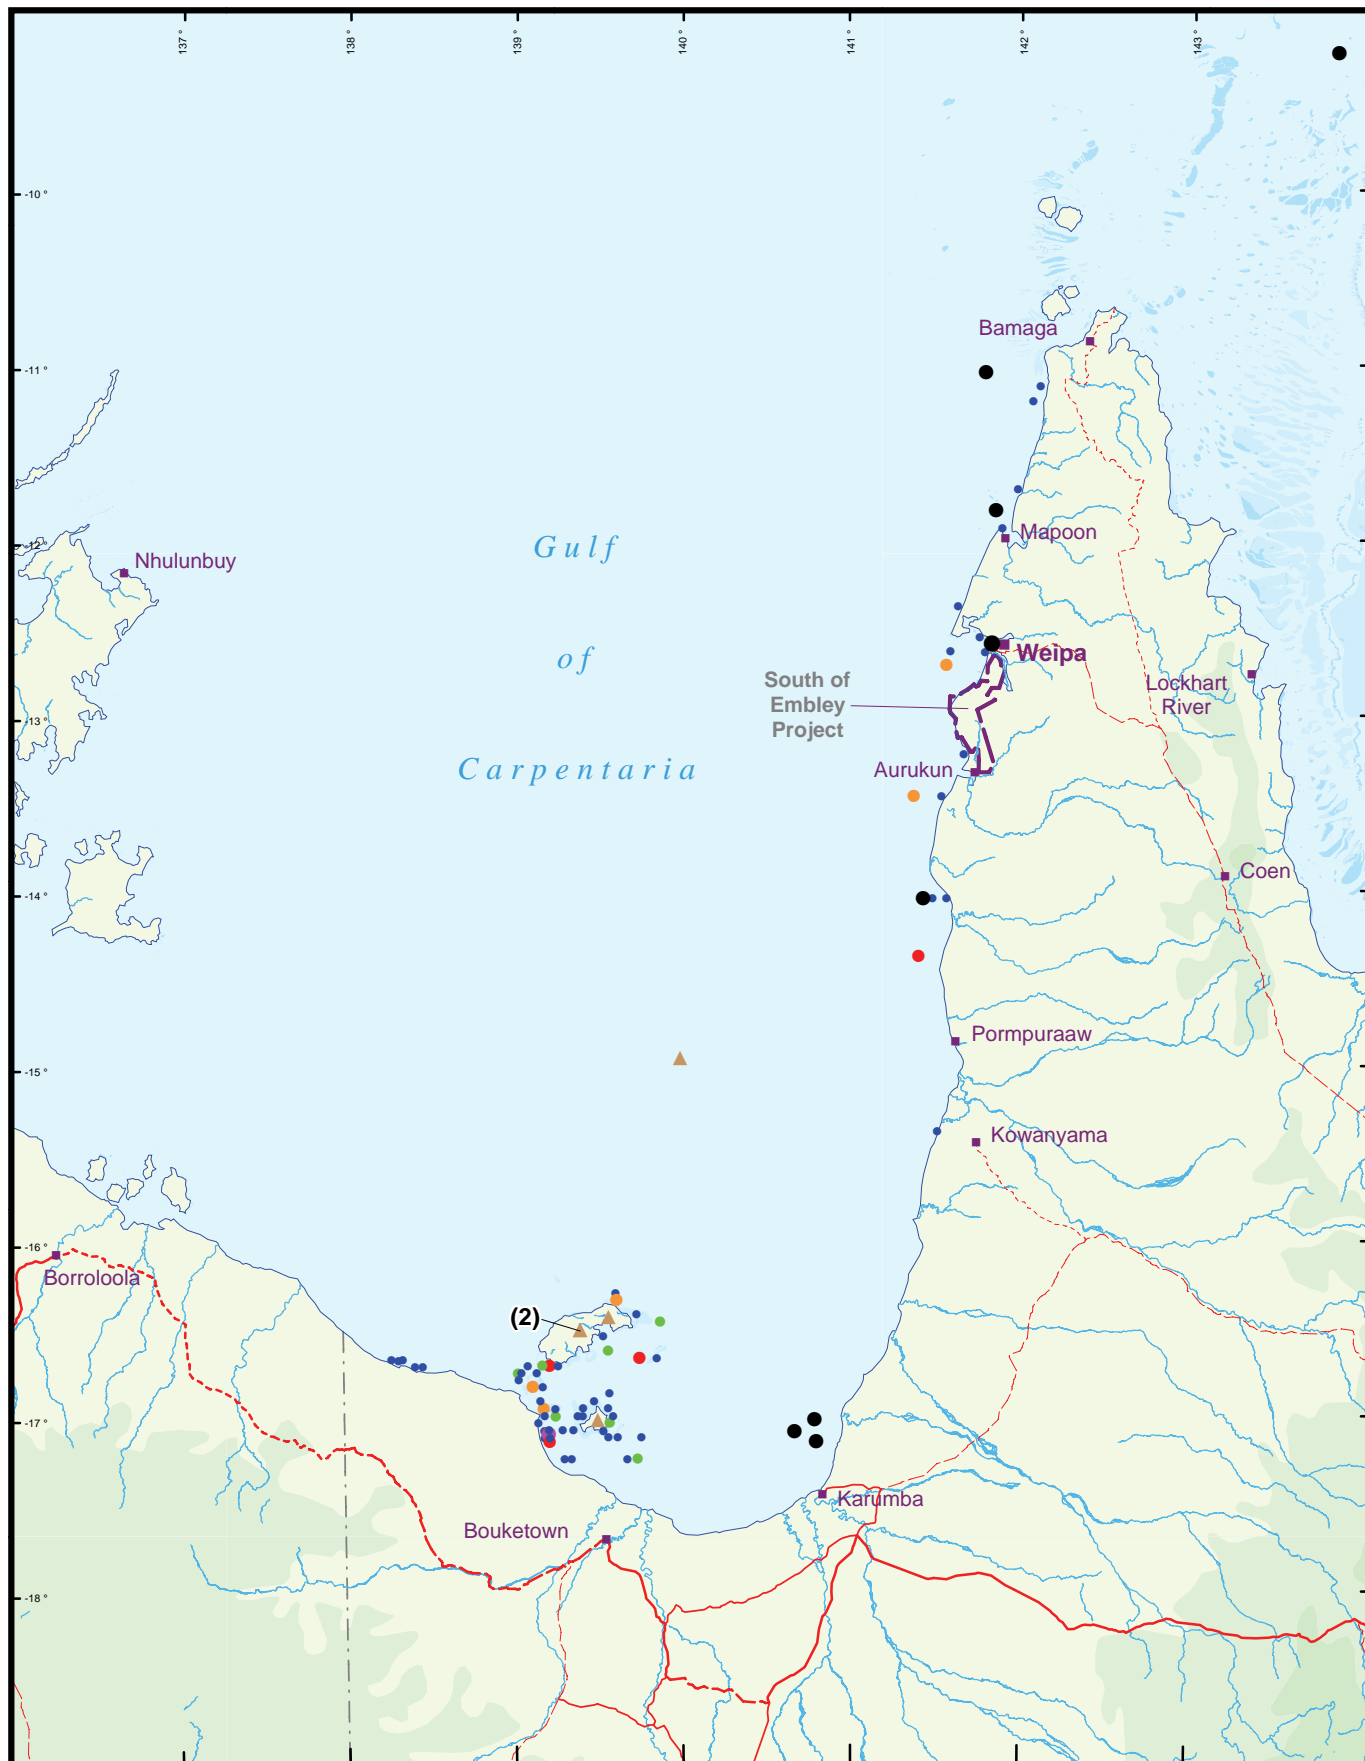 137°
138°
139°
140°
141°
142°
143°
-10°
Bamaga
-11°
Gulf
Mapoon
-12°
Nhulunbuy
of
Weipa
South of
Embley
Project
Lockhart
River
-13°
Carpentaria
Aurukun
Coen
-14°
Pormpuraaw
-15°
Kowanyama
-16°
Borroloola
(2)
-17°
Karumba
Bouketown
-18°